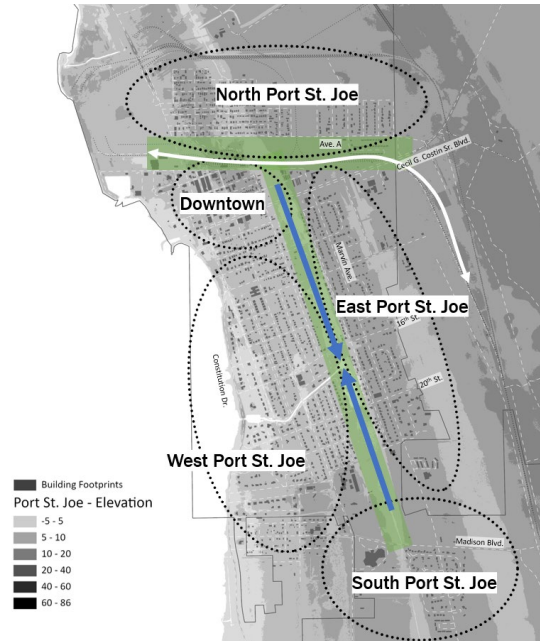 North Port St. Joe
Ave. A
Cecil G. Costin Sr. Blvd.
Downtown
Marvin Ave.
East Port St. Joe
16th St.
Constitution Dr.
20th St.
West Port St. Joe
Building Footprints
Port St. Joe - Elevation
-5 - 5
5 - 10
10 - 20
20 - 40
40 - 60
60 - 86
Madison Blvd.
South Port St. Joe